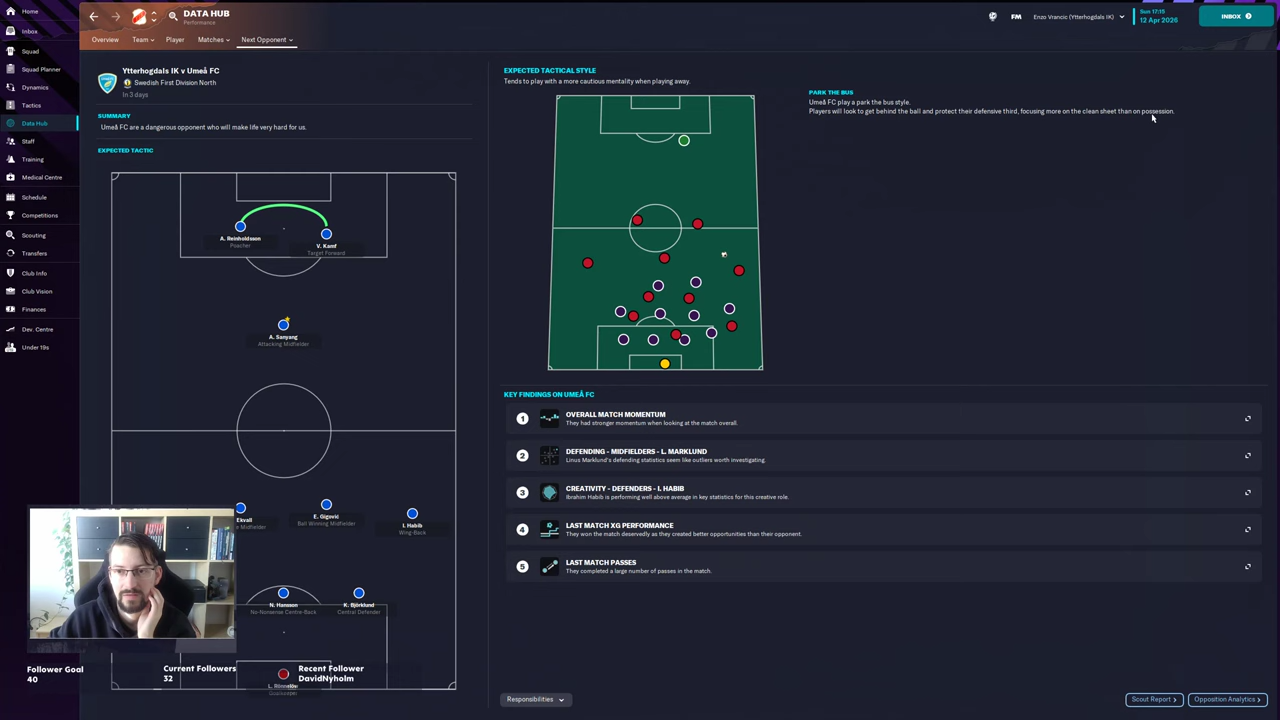 Home
Inbox
Squad
Squad Planner
Dynamics
Tactics
Data Hub
Staff
Training
Medical Centre
Schedule
Competitions
Scouting
Transfers
Club Info
Club Vision
Finances
Dev. Centre
Under 19s
DATA HUB
Performance
FM
Enzo Vrancic (Ytterhogdals IK)
Sun 17:15
12 Apr 2026
INBOX
Overview
Team
Player
Matches
Next Opponent
Ytterhogdals IK v Umeå FC
Swedish First Division North
In 3 days
SUMMARY
Umeå FC are a dangerous opponent who will make life very hard for us.
EXPECTED TACTIC
A. Reinholdsson
Poacher
V. Kamf
Target Forward
A. Sanyang
Attacking Midfielder
Ekvall
e Midfielder
E. Gigović
Ball Winning Midfielder
I. Habib
Wing-Back
N. Hansson
No-Nonsense Centre-Back
K. Björklund
Central Defender
L. Rönnelöv
Goalkeeper
Follower Goal
40
Current Followers
32
Recent Follower
DavidNyholm
EXPECTED TACTICAL STYLE
Tends to play with a more cautious mentality when playing away.
PARK THE BUS
Umeå FC play a park the bus style.
Players will look to get behind the ball and protect their defensive third, focusing more on the clean sheet than on possession.
KEY FINDINGS ON UMEÅ FC
1
OVERALL MATCH MOMENTUM
They had stronger momentum when looking at the match overall.
2
DEFENDING - MIDFIELDERS - L. MARKLUND
Linus Marklund's defending statistics seem like outliers worth investigating.
3
CREATIVITY - DEFENDERS - I. HABIB
Ibrahim Habib is performing well above average in key statistics for this creative role.
4
LAST MATCH XG PERFORMANCE
They won the match deservedly as they created better opportunities than their opponent.
5
LAST MATCH PASSES
They completed a large number of passes in the match.
Responsibilities
Scout Report
Opposition Analytics